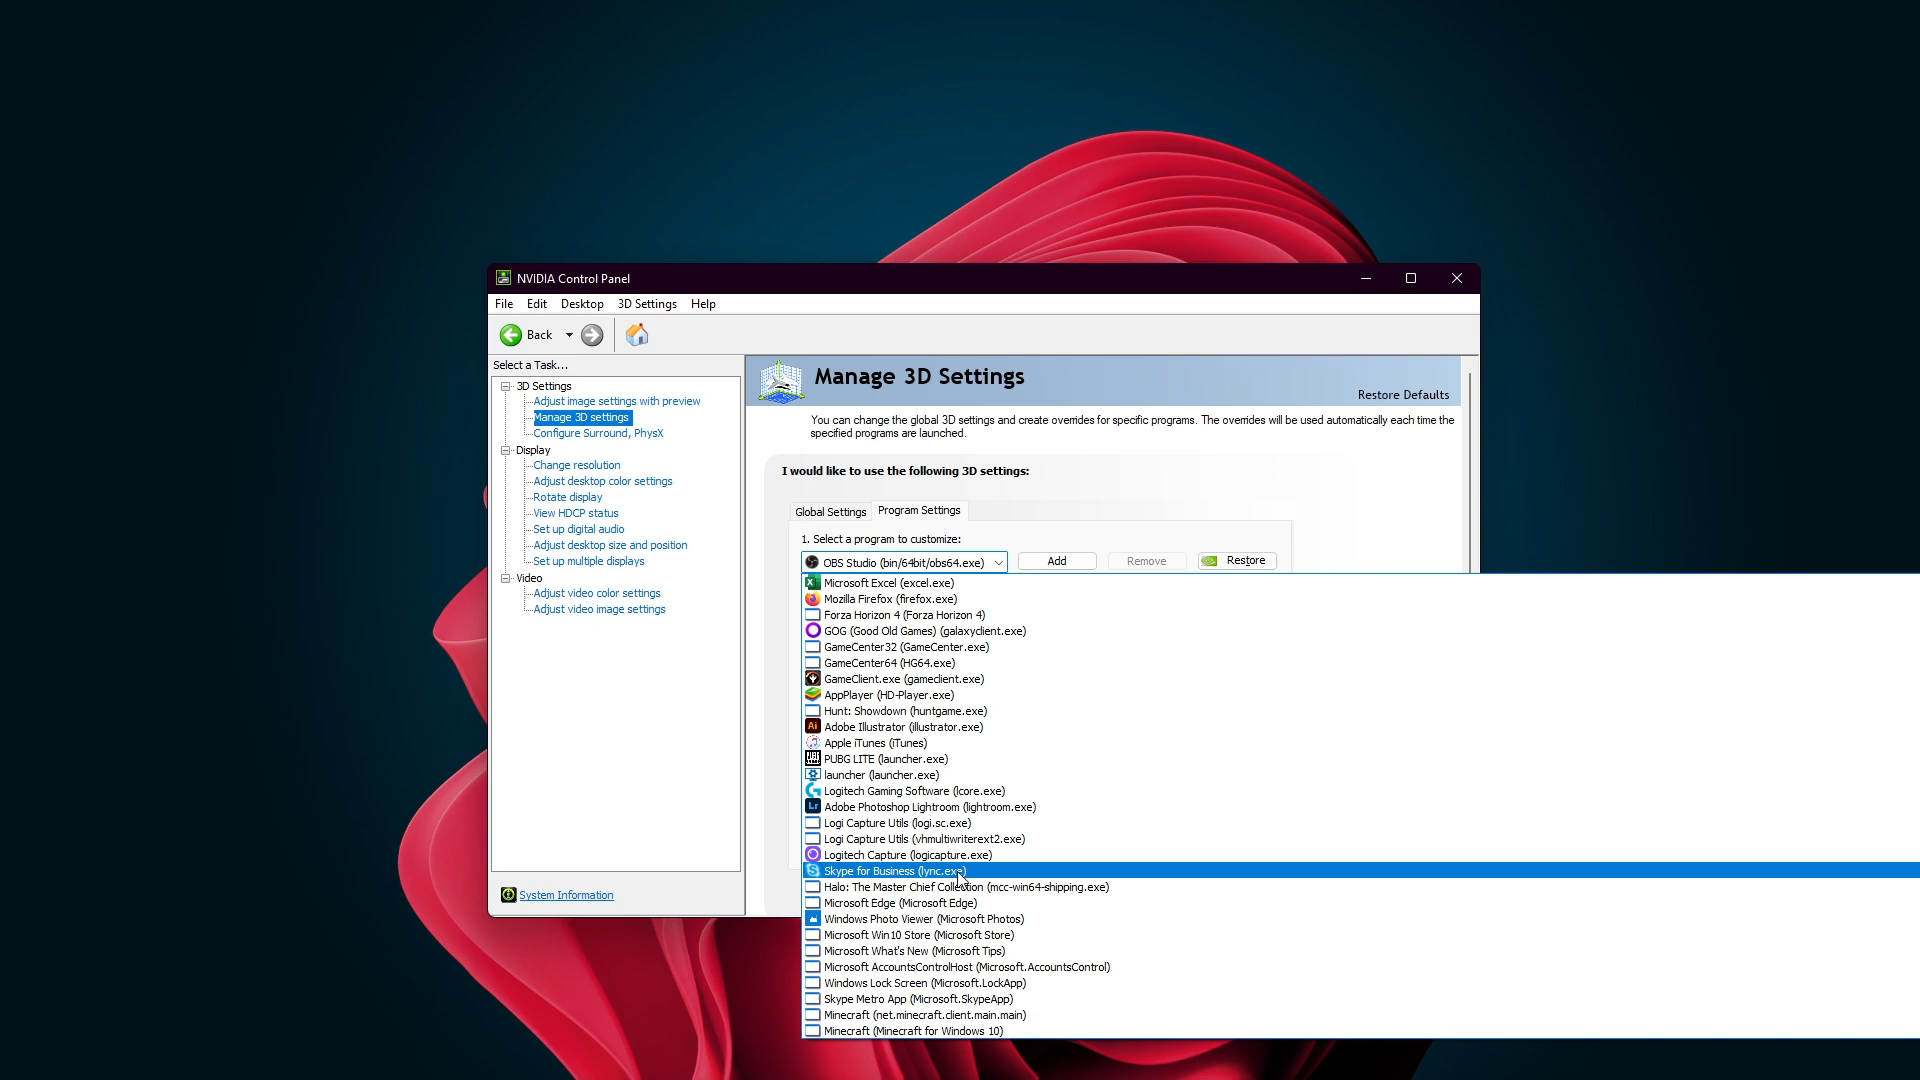 NVIDIA Control Panel
File Edit Desktop 3D Settings Help
Back
Select a Task...
3D Settings
Adjust image settings with preview
Manage 3D settings
Configure Surround, PhysX
Display
Change resolution
Adjust desktop color settings
Rotate display
View HDCP status
Set up digital audio
Adjust desktop size and position
Set up multiple displays
Video
Adjust video color settings
Adjust video image settings
System Information
Manage 3D Settings
Restore Defaults
You can change the global 3D settings and create overrides for specific programs. The overrides will be used automatically each time the
specified programs are launched.
I would like to use the following 3D settings:
Global Settings Program Settings
1. Select a program to customize:
OBS Studio (bin/64bit/obs64.exe) Add Remove Restore
Microsoft Excel (excel.exe)
Mozilla Firefox (firefox.exe)
Forza Horizon 4 (Forza Horizon 4)
GOG (Good Old Games) (galaxyclient.exe)
GameCenter32 (GameCenter.exe)
GameCenter64 (HG64.exe)
GameClient.exe (gameclient.exe)
AppPlayer (HD-Player.exe)
Hunt: Showdown (huntgame.exe)
Adobe Illustrator (illustrator.exe)
Apple iTunes (iTunes)
PUBG LITE (launcher.exe)
launcher (launcher.exe)
Logitech Gaming Software (lcore.exe)
Adobe Photoshop Lightroom (lightroom.exe)
Logi Capture Utils (logi.sc.exe)
Logi Capture Utils (vhmultiwriterext2.exe)
Logitech Capture (logicapture.exe)
Skype for Business (lync.exe)
Halo: The Master Chief Collection (mcc-win64-shipping.exe)
Microsoft Edge (Microsoft Edge)
Windows Photo Viewer (Microsoft Photos)
Microsoft Win10 Store (Microsoft Store)
Microsoft What's New (Microsoft Tips)
Microsoft AccountsControlHost (Microsoft.AccountsControl)
Windows Lock Screen (Microsoft.LockApp)
Skype Metro App (Microsoft.SkypeApp)
Minecraft (net.minecraft.client.main.main)
Minecraft (Minecraft for Windows 10)